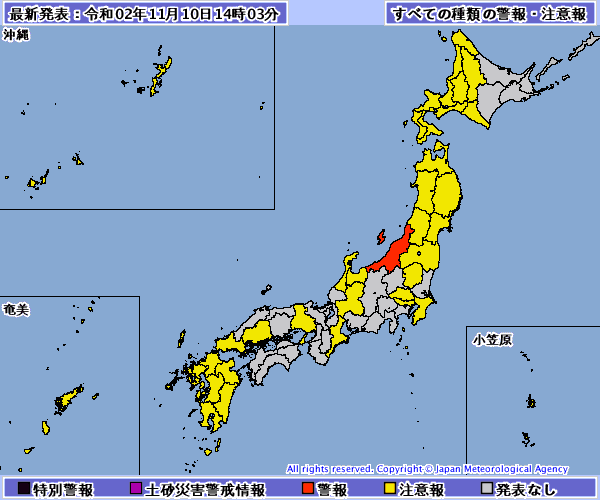 最新発表：令和02年11月10日14時03分
すべての種類の警報・注意報
沖縄
奄美
小笠原
All rights reserved. Copyright © Japan Meteorological Agency
特別警報 土砂災害警戒情報 警報 注意報 発表なし